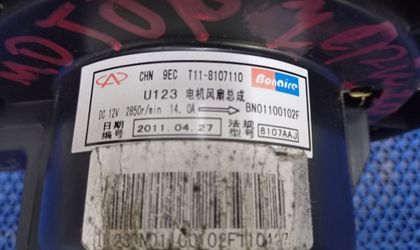 MOTOR
CHN 9EC T11-8107110 Bonaire
U123 电机风扇总成
DC 12V 2850r/min 14.0A BN01100102F
日期 2011.04.27 法规 8107AAJ
编号 型号